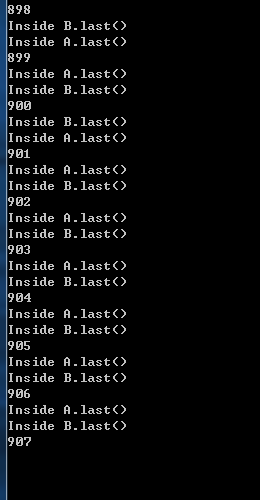 898
Inside B.last()
Inside A.last()
899
Inside A.last()
Inside B.last()
900
Inside B.last()
Inside A.last()
901
Inside A.last()
Inside B.last()
902
Inside A.last()
Inside B.last()
903
Inside A.last()
Inside B.last()
904
Inside A.last()
Inside B.last()
905
Inside A.last()
Inside B.last()
906
Inside A.last()
Inside B.last()
907